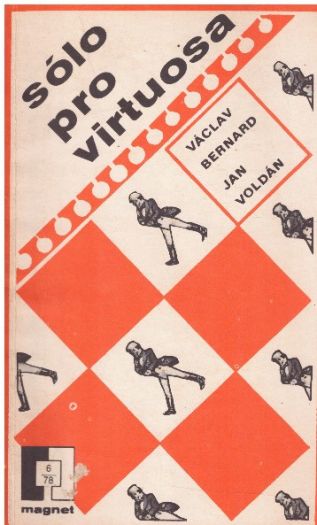 sólo
pro
virtuosa
VÁCLAV
BERNARD
JAN
VOLDÁN
6
78
magnet